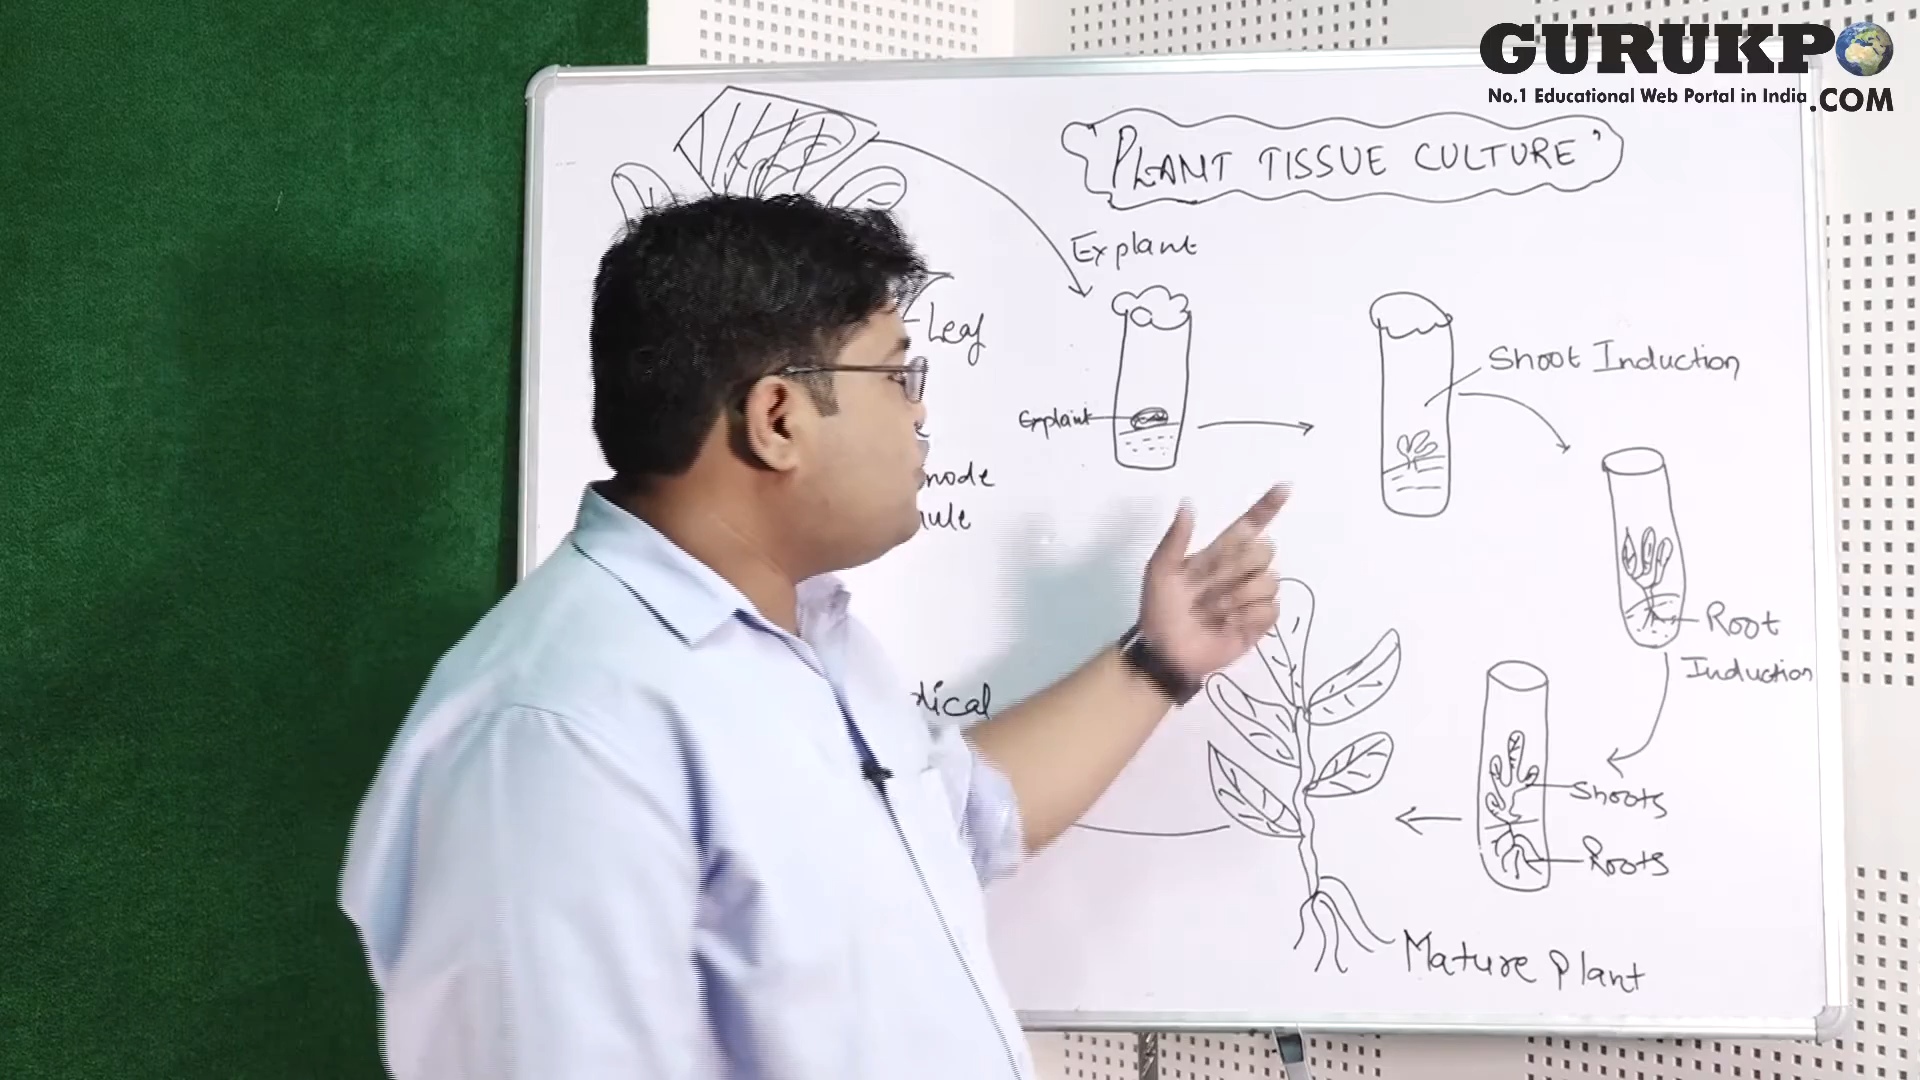 GURUKPO
No.1 Educational Web Portal in India .COM
"PLANT TISSUE CULTURE"
Explant
Leaf
Explant
Shoot Induction
node
Root
Induction
Shoots
Roots
Mature Plant